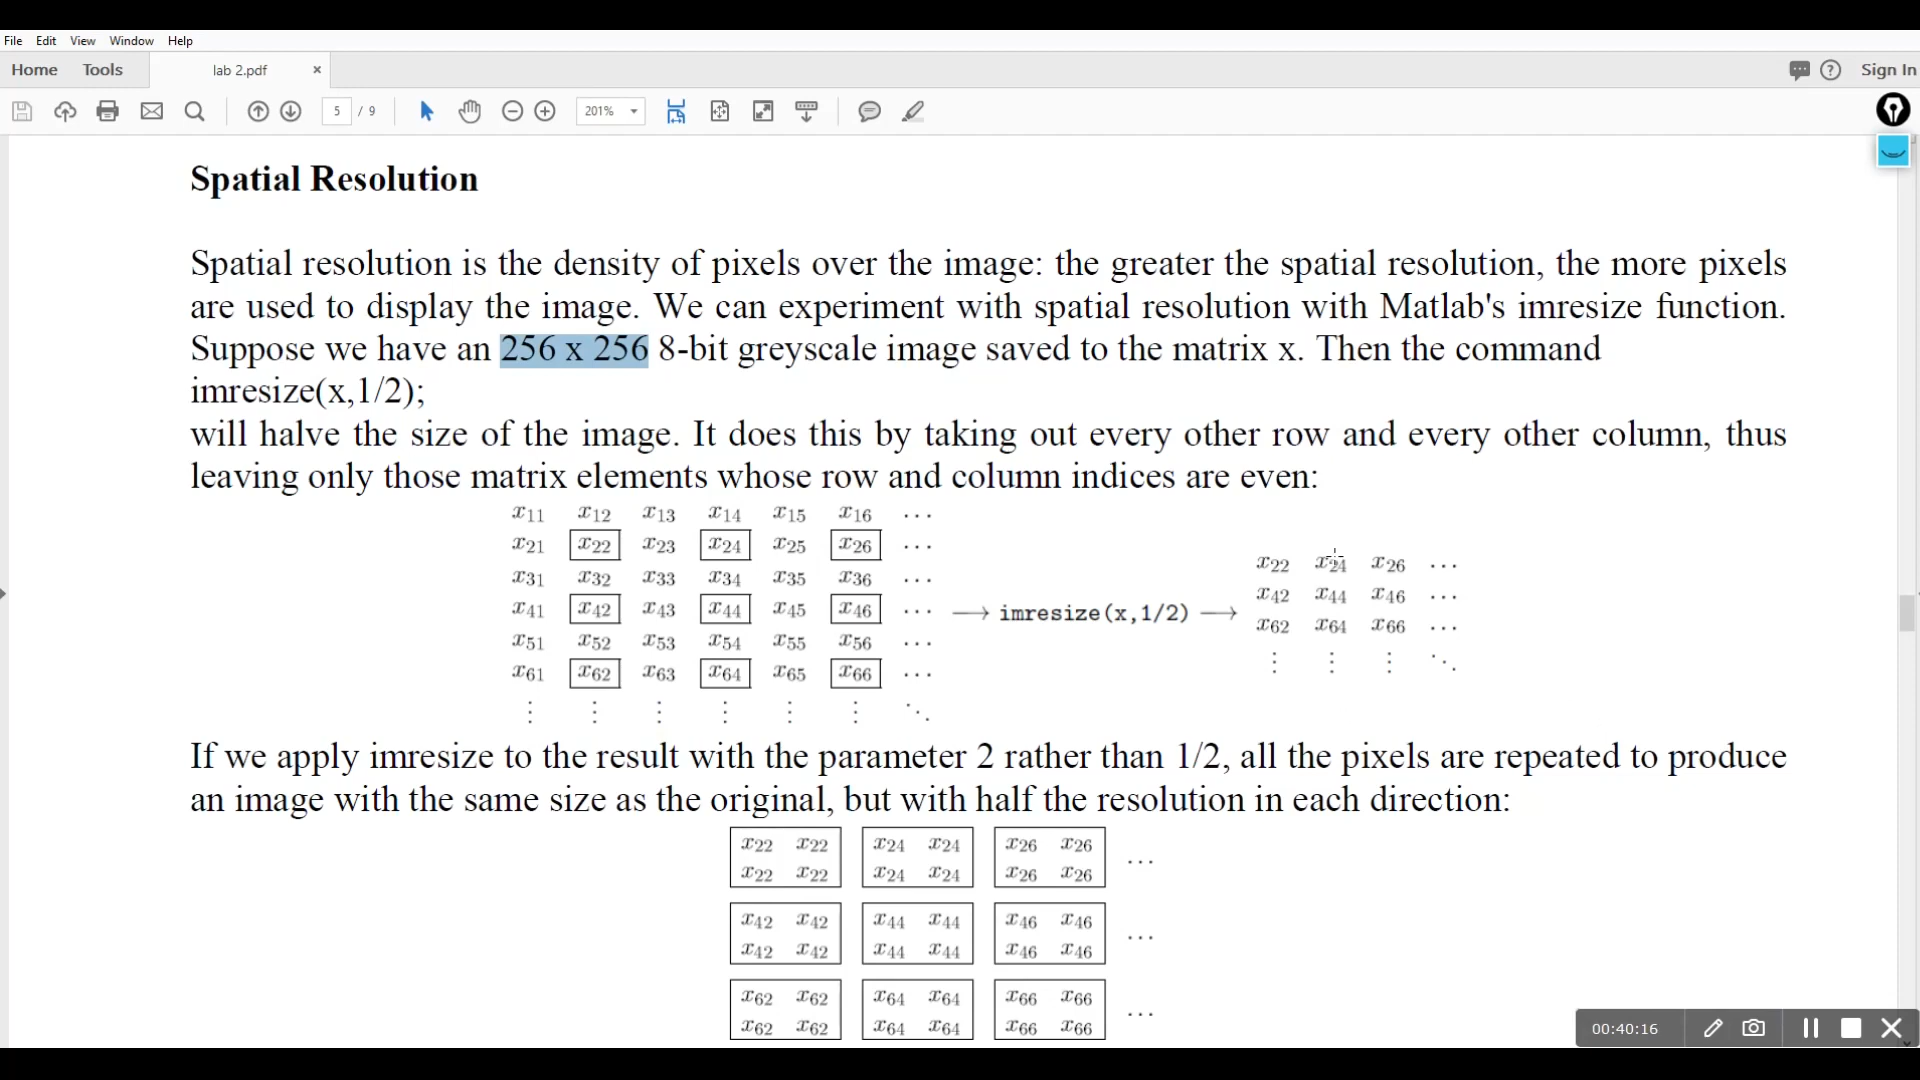 File Edit View Window Help
Home Tools lab 2.pdf × Sign In
5 / 9 201%
Spatial Resolution
Spatial resolution is the density of pixels over the image: the greater the spatial resolution, the more pixels
are used to display the image. We can experiment with spatial resolution with Matlab's imresize function.
Suppose we have an 256 x 256 8-bit greyscale image saved to the matrix x. Then the command
imresize(x,1/2);
will halve the size of the image. It does this by taking out every other row and every other column, thus
leaving only those matrix elements whose row and column indices are even:
x11 x12 x13 x14 x15 x16 ⋯
x21 x22 x23 x24 x25 x26 ⋯
x31 x32 x33 x34 x35 x36 ⋯
x41 x42 x43 x44 x45 x46 ⋯
x51 x52 x53 x54 x55 x56 ⋯
x61 x62 x63 x64 x65 x66 ⋯
⋮ ⋮ ⋮ ⋮ ⋮ ⋮ ⋱
→ imresize(x,1/2) →
x22 x24 x26 ⋯
x42 x44 x46 ⋯
x62 x64 x66 ⋯
⋮ ⋮ ⋮ ⋱
If we apply imresize to the result with the parameter 2 rather than 1/2, all the pixels are repeated to produce
an image with the same size as the original, but with half the resolution in each direction:
x22 x22 x24 x24 x26 x26 ⋯
x22 x22 x24 x24 x26 x26
x42 x42 x44 x44 x46 x46 ⋯
x42 x42 x44 x44 x46 x46
x62 x62 x64 x64 x66 x66 ⋯
x62 x62 x64 x64 x66 x66
00:40:16